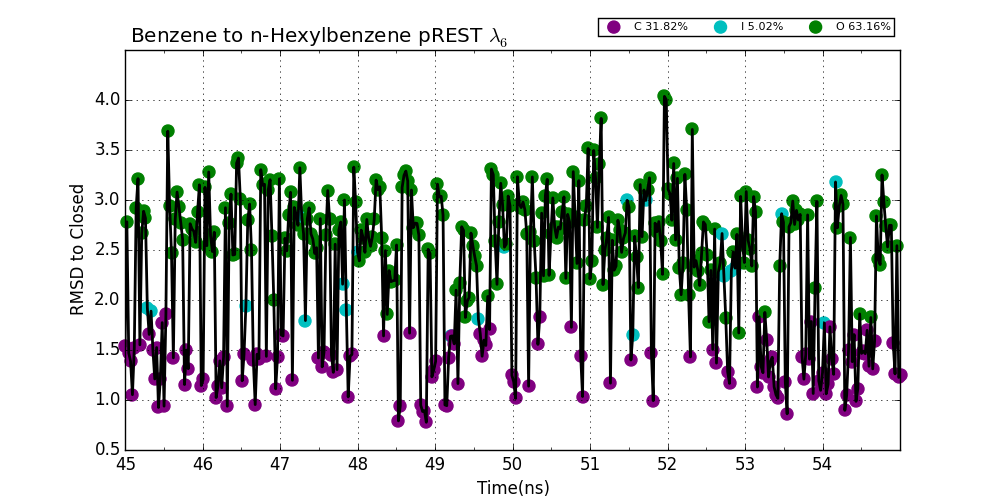 Benzene to n-Hexylbenzene pREST λ6
C 31.82% I 5.02% O 63.16%
4.0
3.5
3.0
2.5
2.0
1.5
1.0
0.5
RMSD to Closed
45 46 47 48 49 50 51 52 53 54
Time(ns)